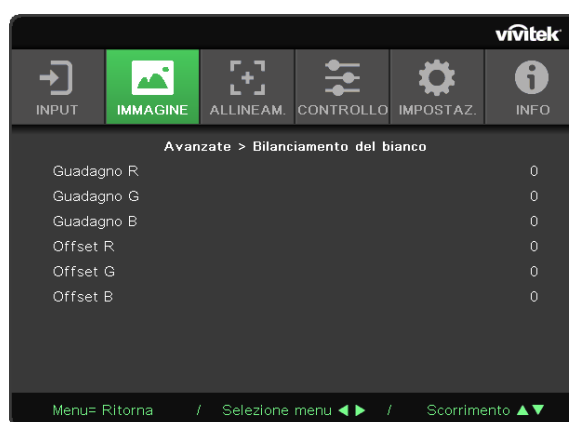 vivitek
INPUT IMMAGINE ALLINEAM. CONTROLLO IMPOSTAZ. INFO
Avanzate > Bilanciamento del bianco
Guadagno R 0
Guadagno G 0
Guadagno B 0
Offset R 0
Offset G 0
Offset B 0
Menu= Ritorna / Selezione menu ◀ ▶ / Scorrimento ▲▼